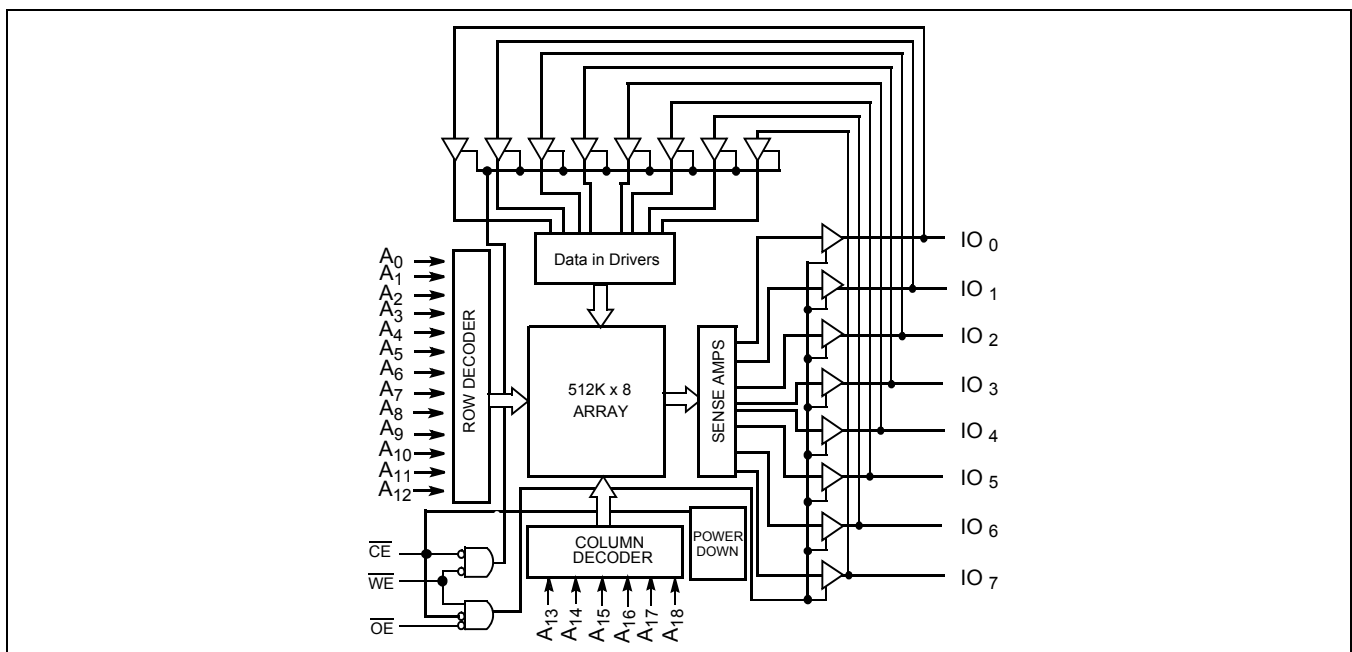 Data in Drivers
A0
A1
A2
A3
A4
A5
A6
A7
A8
A9
A10
A11
A12
ROW DECODER
512K x 8
ARRAY
SENSE AMPS
IO 0
IO 1
IO 2
IO 3
IO 4
IO 5
IO 6
IO 7
COLUMN
DECODER
POWER
DOWN
CE
WE
OE
A13
A14
A15
A16
A17
A18